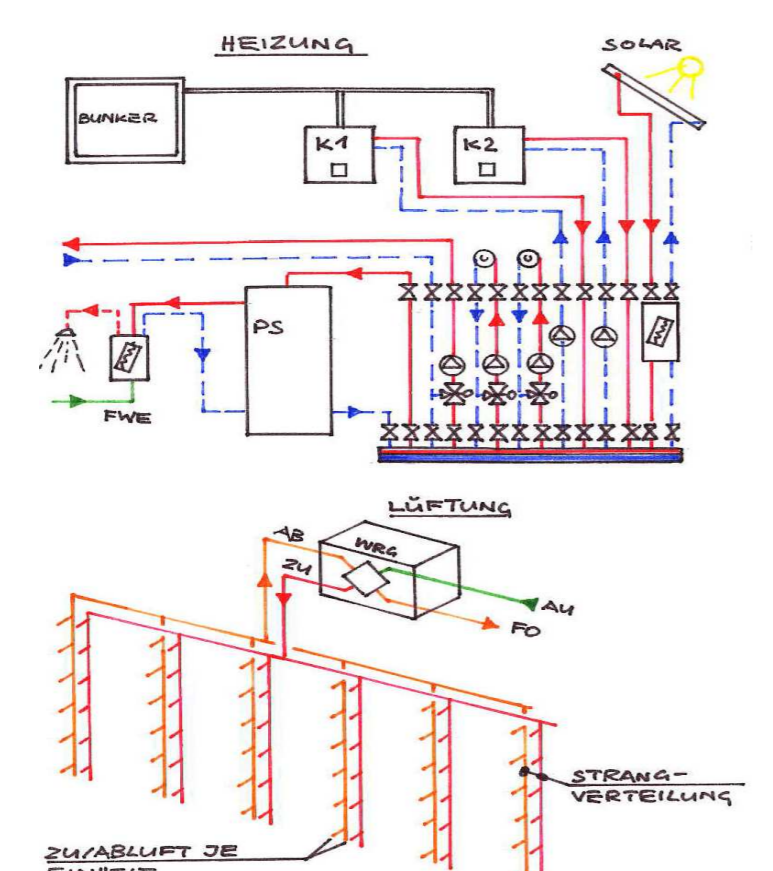 HEIZUNG
SOLAR
BUNKER
K1
K2
PS
FWE
LÜFTUNG
AB
WRG
ZU
AU
FO
STRANG-
VERTEILUNG
ZU/ABLUFT JE